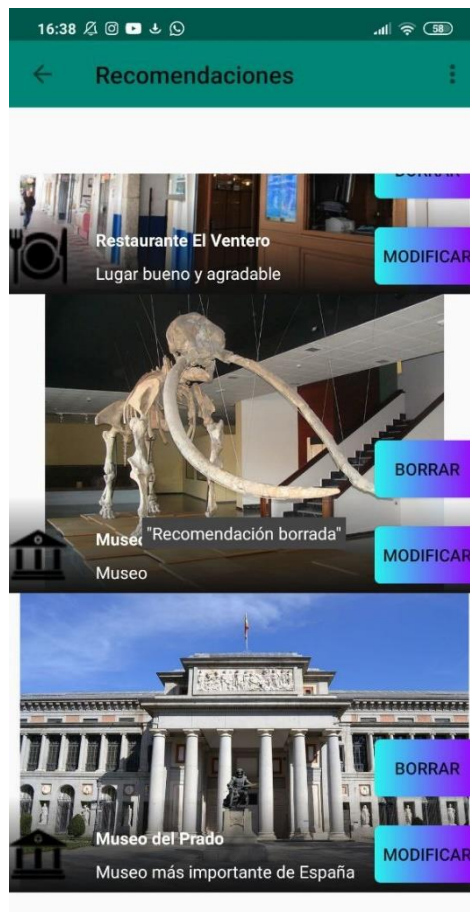 16:38
58
Recomendaciones
BORRAR
Restaurante El Ventero
MODIFICAR
Lugar bueno y agradable
BORRAR
"Recomendación borrada"
MODIFICAR
Museo
BORRAR
Museo del Prado
MODIFICAR
Museo más importante de España